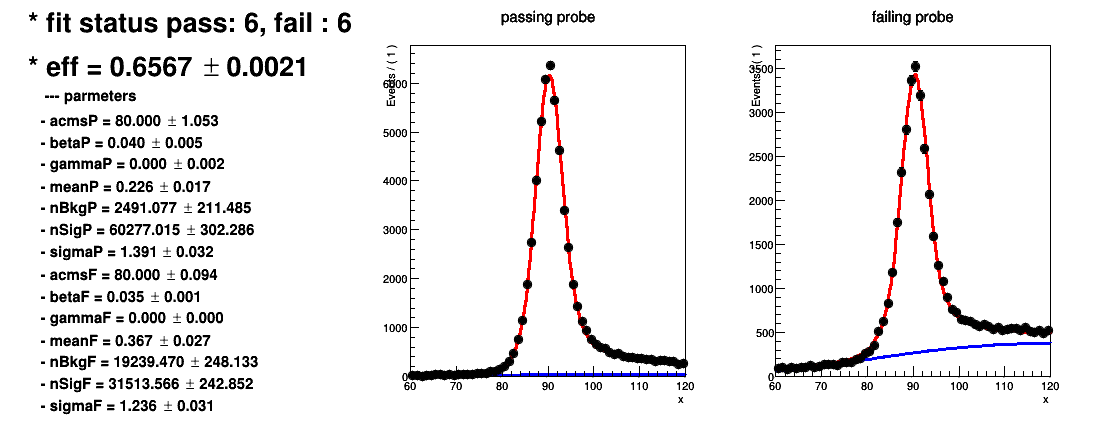 * fit status pass: 6, fail : 6
* eff = 0.6567 ± 0.0021
--- parmeters
- acmsP = 80.000 ± 1.053
- betaP = 0.040 ± 0.005
- gammaP = 0.000 ± 0.002
- meanP = 0.226 ± 0.017
- nBkgP = 2491.077 ± 211.485
- nSigP = 60277.015 ± 302.286
- sigmaP = 1.391 ± 0.032
- acmsF = 80.000 ± 0.094
- betaF = 0.035 ± 0.001
- gammaF = 0.000 ± 0.000
- meanF = 0.367 ± 0.027
- nBkgF = 19239.470 ± 248.133
- nSigF = 31513.566 ± 242.852
- sigmaF = 1.236 ± 0.031
passing probe
Events / ( 1 )
6000
5000
4000
3000
2000
1000
0
60 70 80 90 100 110 120
x
failing probe
Events / ( 1 )
3500
3000
2500
2000
1500
1000
500
0
60 70 80 90 100 110 120
x